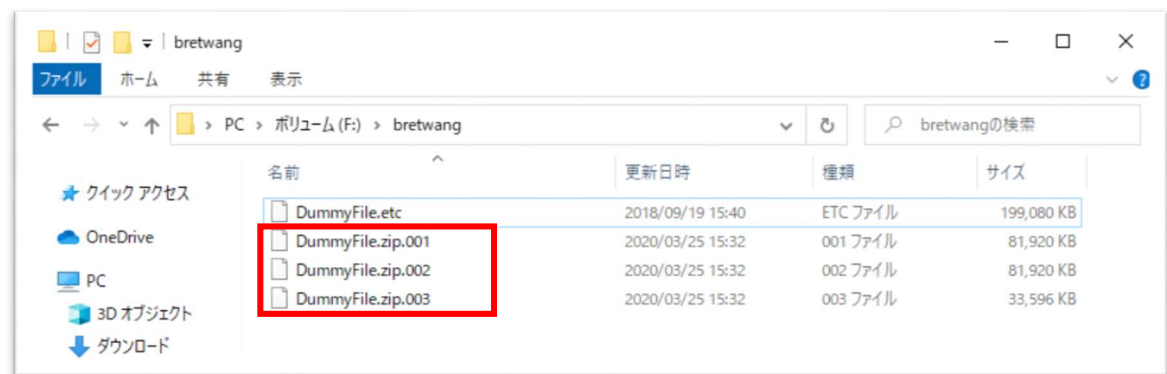 bretwang
ファイル ホーム 共有 表示
PC › ボリューム (F:) › bretwang bretwangの検索
名前 更新日時 種類 サイズ
クイック アクセス
OneDrive
PC
3D オブジェクト
ダウンロード
DummyFile.etc 2018/09/19 15:40 ETC ファイル 199,080 KB
DummyFile.zip.001 2020/03/25 15:32 001 ファイル 81,920 KB
DummyFile.zip.002 2020/03/25 15:32 002 ファイル 81,920 KB
DummyFile.zip.003 2020/03/25 15:32 003 ファイル 33,596 KB